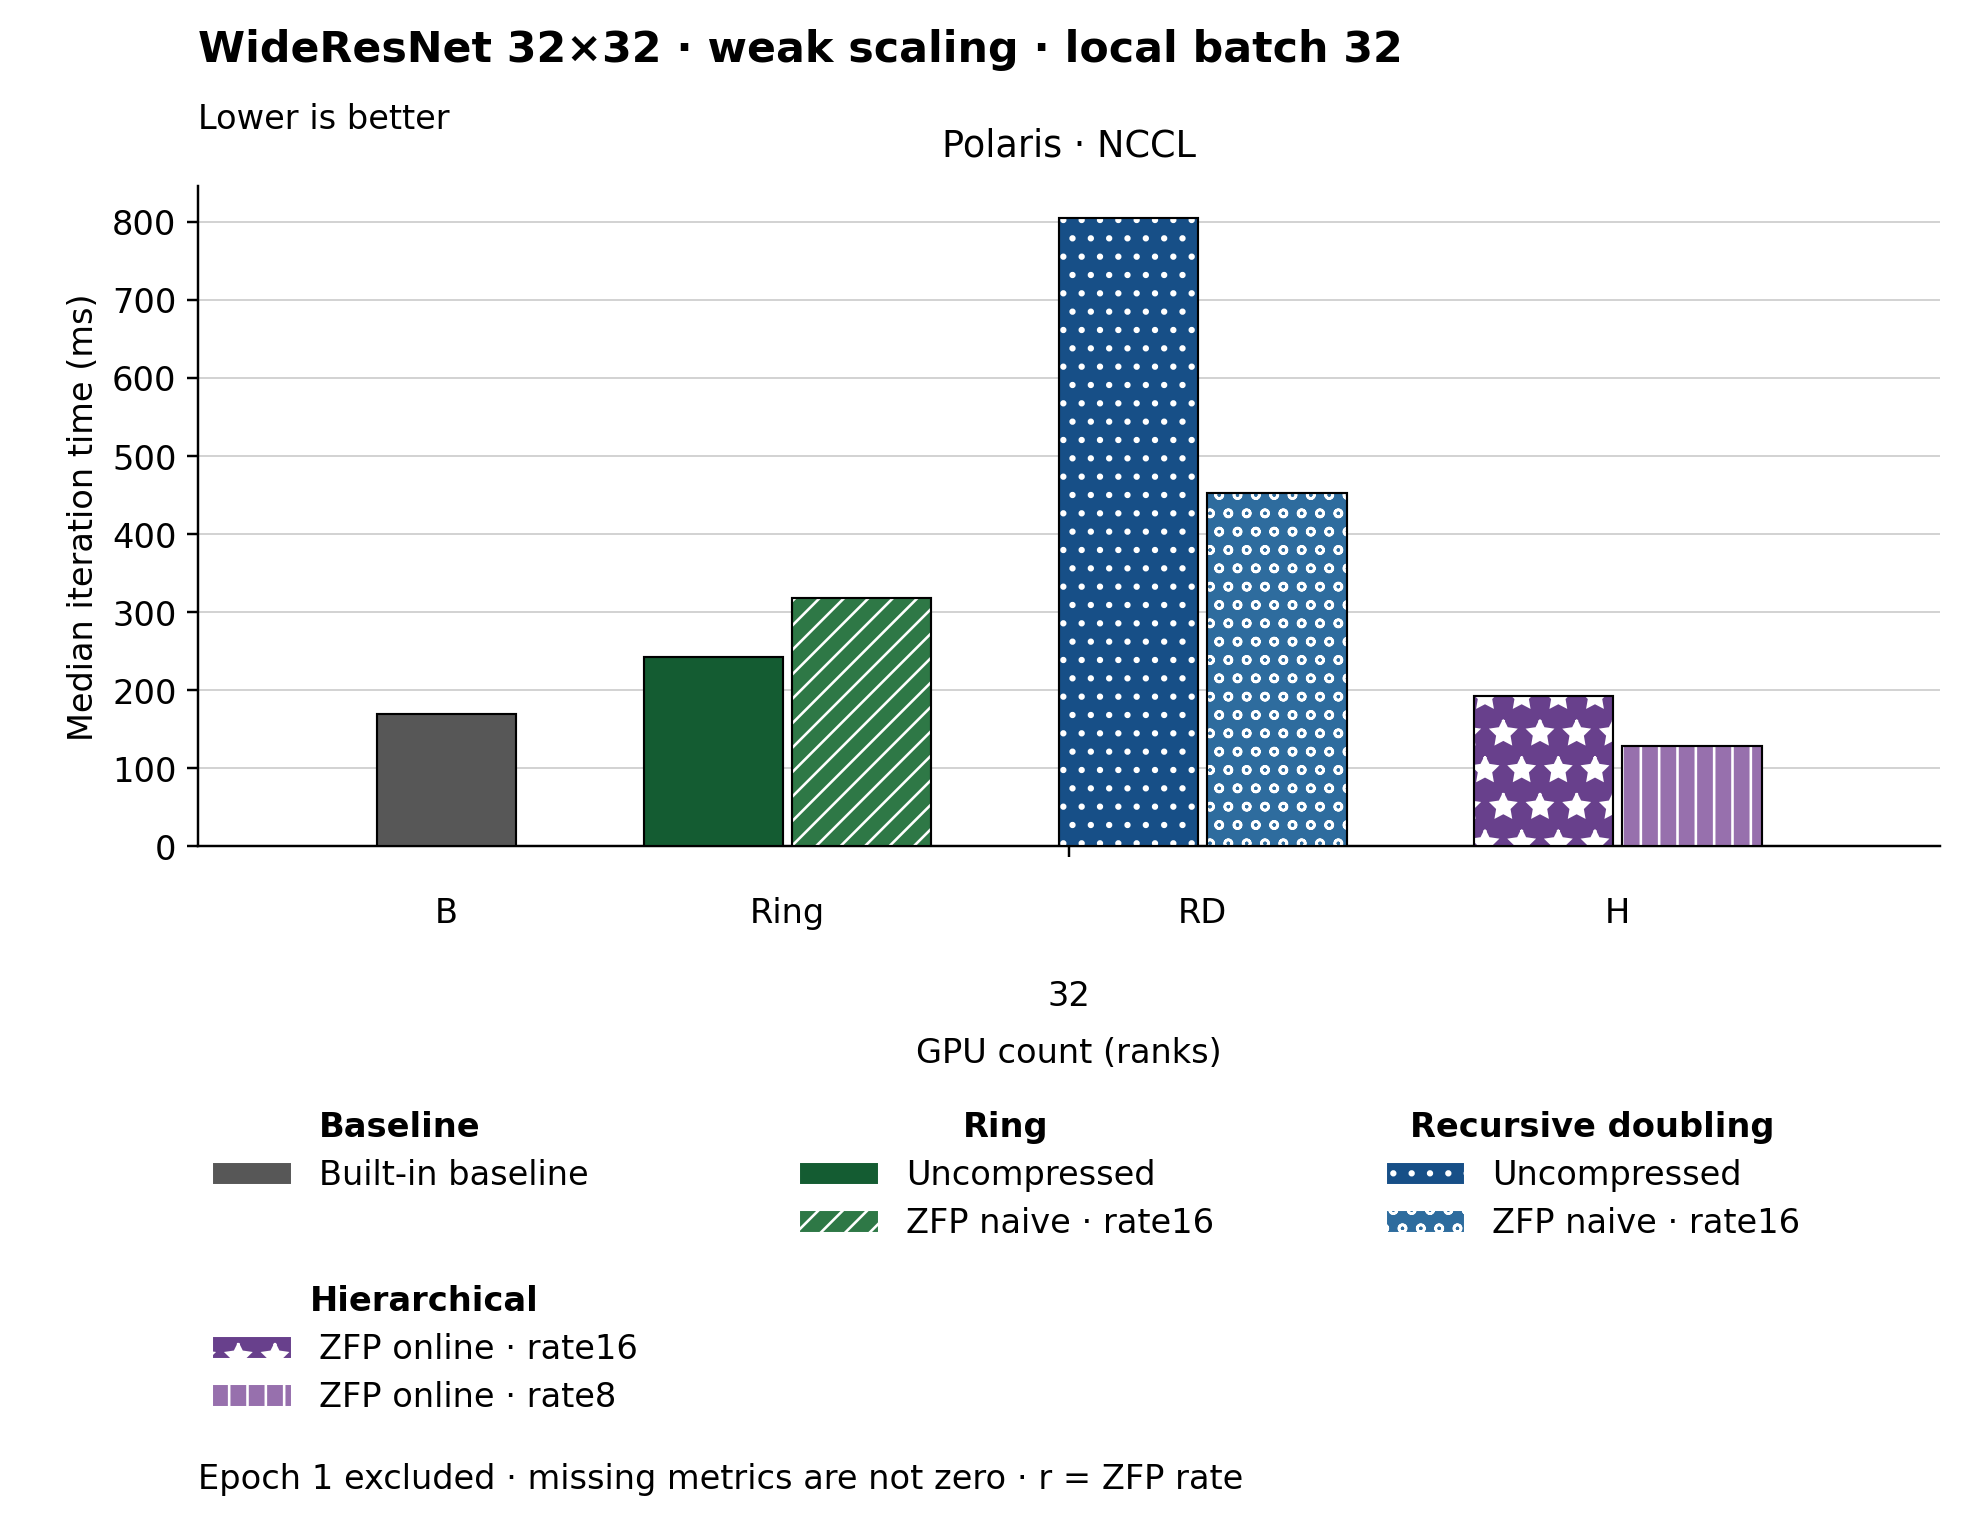 WideResNet 32×32 · weak scaling · local batch 32
Lower is better
Polaris · NCCL
Median iteration time (ms)
800
700
600
500
400
300
200
100
0
B Ring RD H
32
GPU count (ranks)
Baseline
Built-in baseline
Ring
Uncompressed
ZFP naive · rate16
Recursive doubling
Uncompressed
ZFP naive · rate16
Hierarchical
ZFP online · rate16
ZFP online · rate8
Epoch 1 excluded · missing metrics are not zero · r = ZFP rate